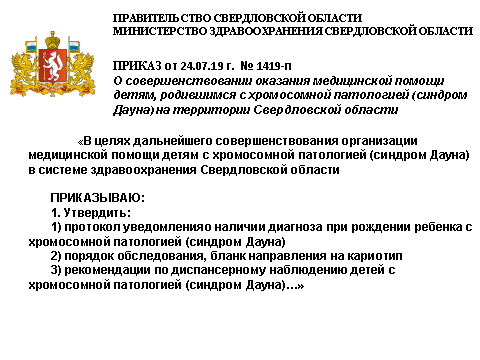 ПРАВИТЕЛЬСТВО СВЕРДЛОВСКОЙ ОБЛАСТИ
МИНИСТЕРСТВО ЗДРАВООХРАНЕНИЯ СВЕРДЛОВСКОЙ ОБЛАСТИ
ПРИКАЗ от 24.07.19 г. № 1419-п
О совершенствовании оказания медицинской помощи
детям, родившимся с хромосомной патологией (синдром
Дауна) на территории Свердловской области
«В целях дальнейшего совершенствования организации
медицинской помощи детям с хромосомной патологией (синдром Дауна)
в системе здравоохранения Свердловской области
ПРИКАЗЫВАЮ:
1. Утвердить:
1) протокол уведомленияо наличии диагноза при рождении ребенка с
хромосомной патологией (синдром Дауна)
2) порядок обследования, бланк направления на кариотип
3) рекомендации по диспансерному наблюдению детей с
хромосомной патологией (синдром Дауна)…»